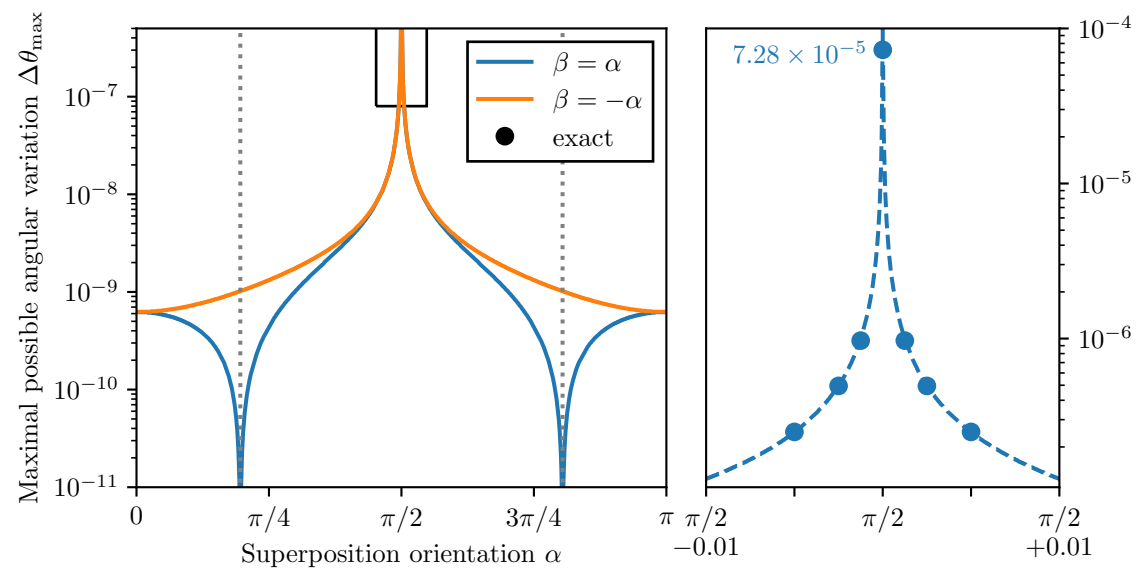 Maximal possible angular variation Δθmax
10⁻⁷
10⁻⁸
10⁻⁹
10⁻¹⁰
10⁻¹¹
β = α
β = −α
exact
0
π/4
π/2
3π/4
π
Superposition orientation α
7.28 × 10⁻⁵
10⁻⁴
10⁻⁵
10⁻⁶
π/2
−0.01
π/2
π/2
+0.01